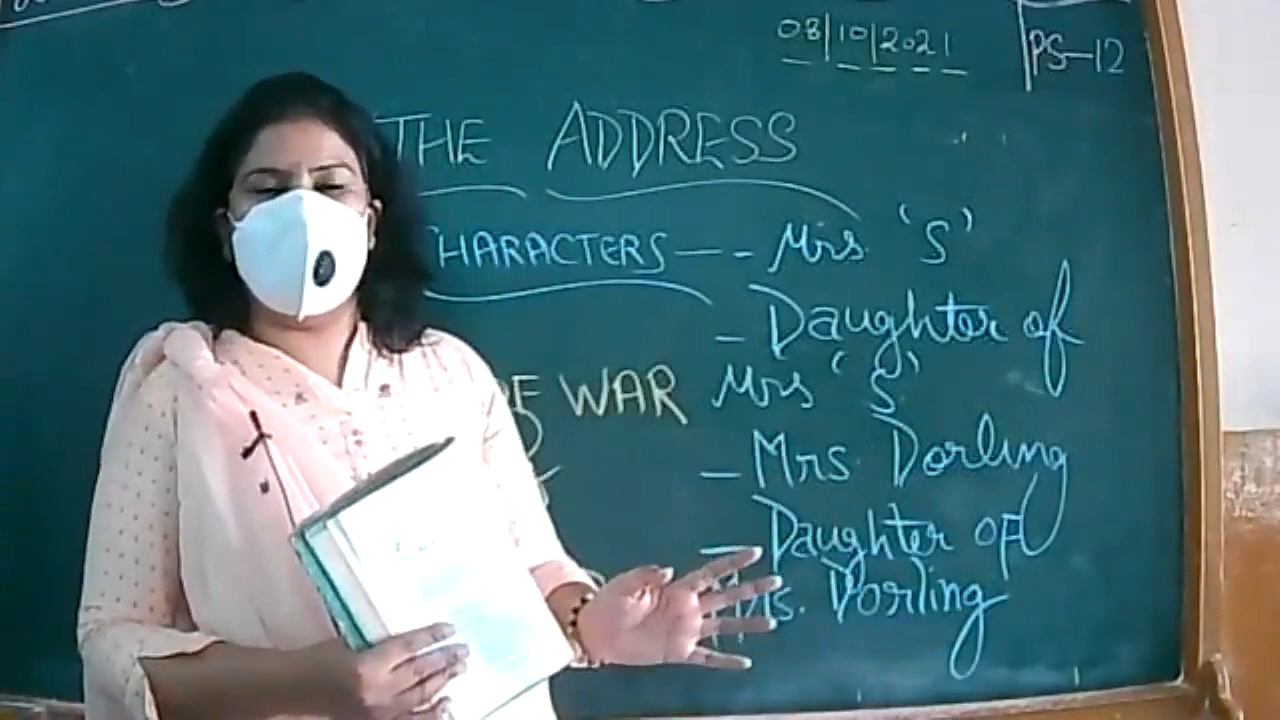 08/10/2021
PS-12
THE ADDRESS
CHARACTERS - - Mrs 'S'
- Daughter of
Mrs 'S'
WAR
- Mrs Dorling
- Daughter of
Mrs. Dorling